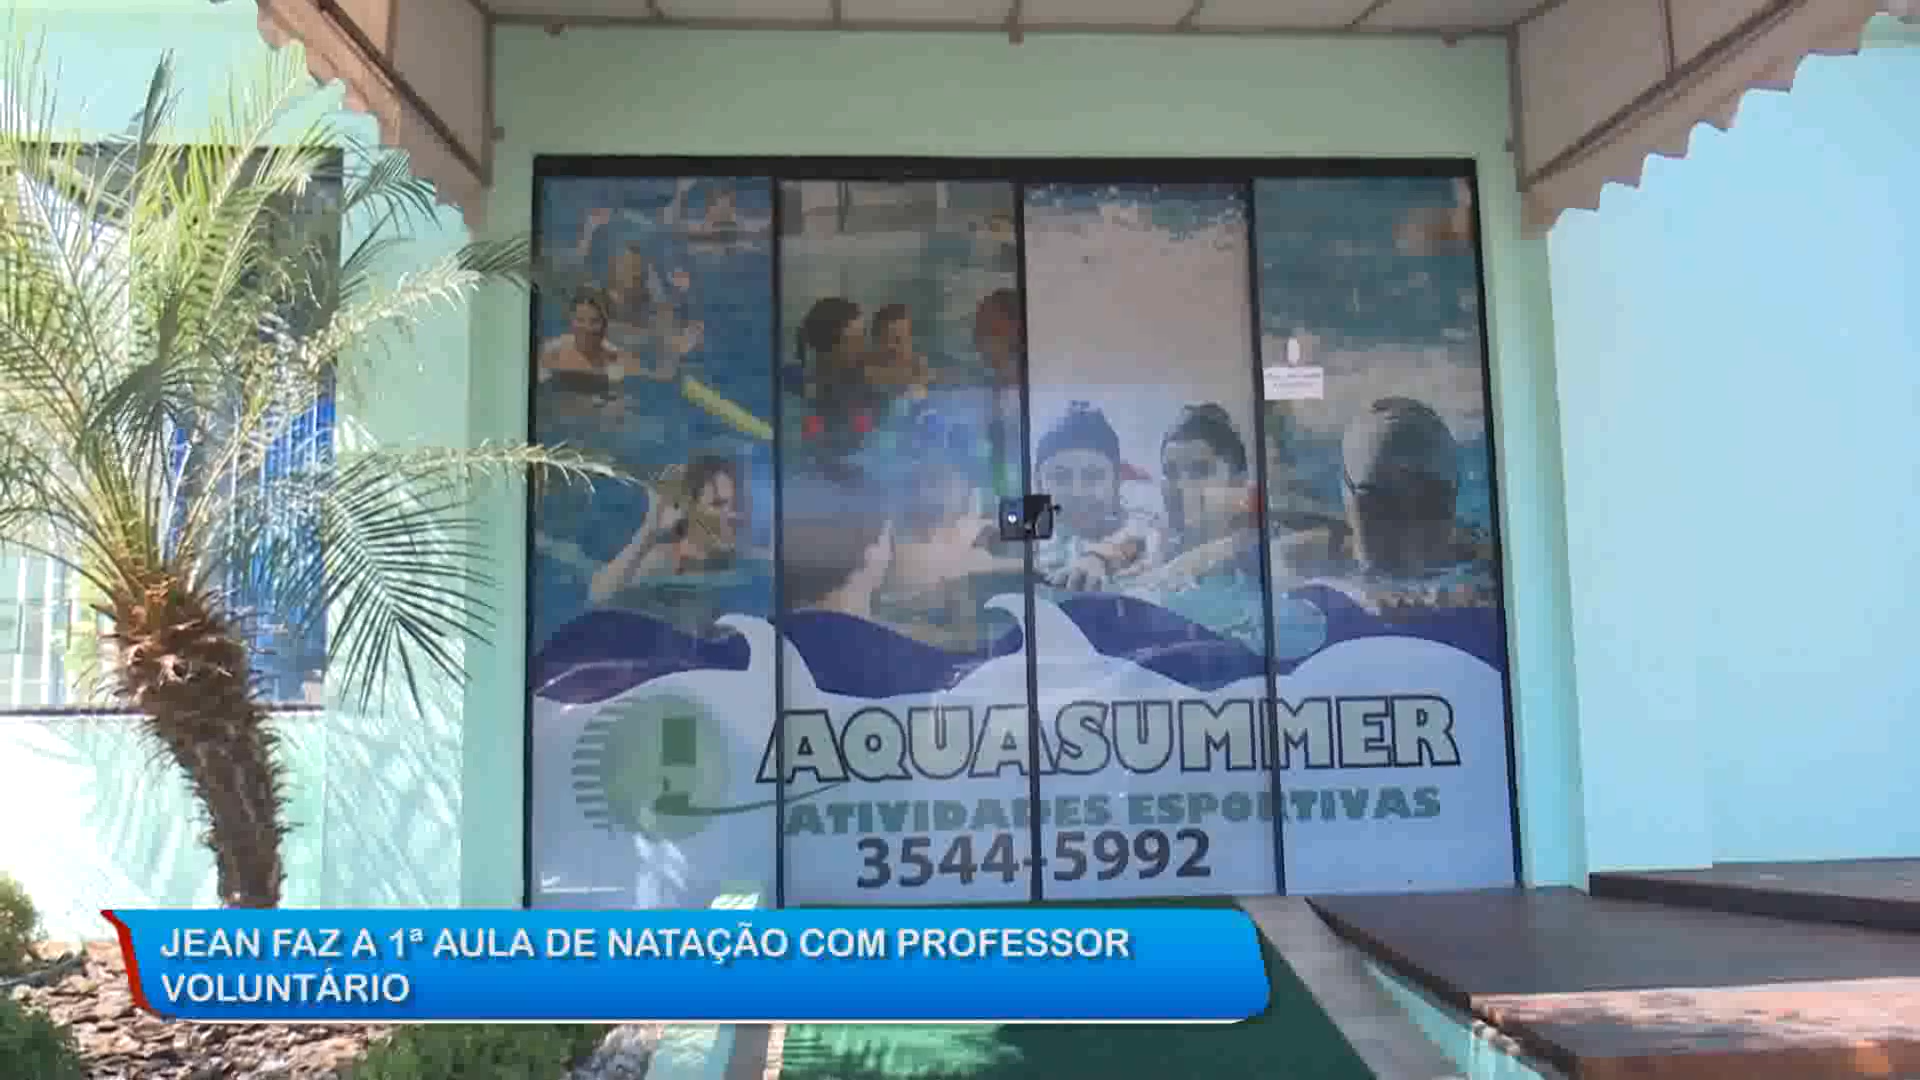 AQUASUMMER
ATIVIDADES ESPORTIVAS
3544-5992
JEAN FAZ A 1ª AULA DE NATAÇÃO COM PROFESSOR
VOLUNTÁRIO